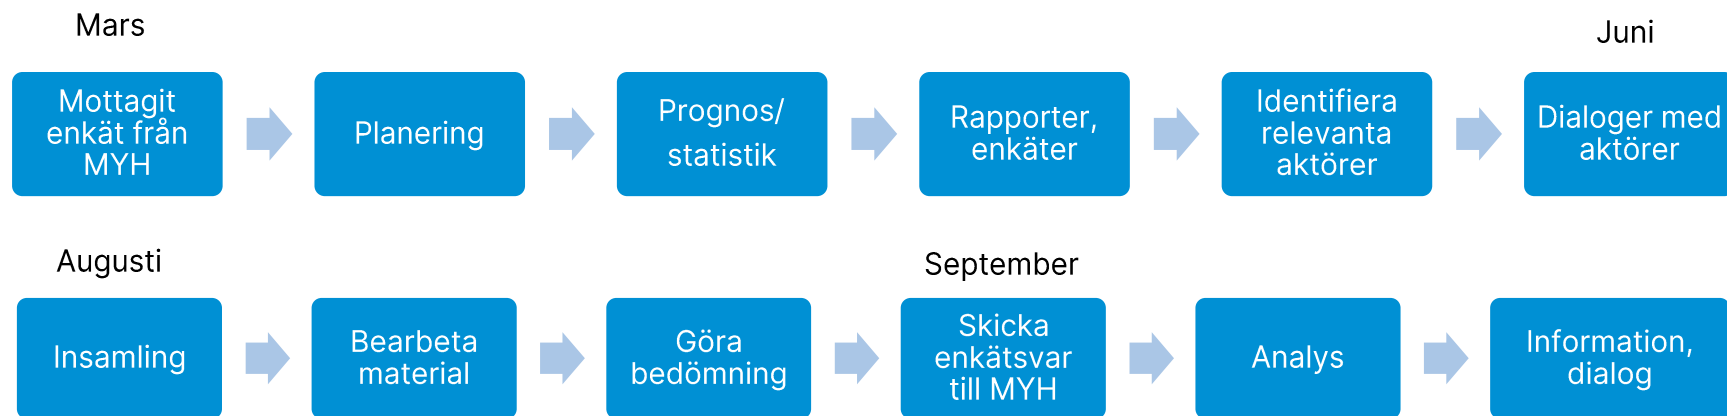 Mars
Juni
Mottagit
enkät från
MYH
Planering
Prognos/
statistik
Rapporter,
enkäter
Identifiera
relevanta
aktörer
Dialoger med
aktörer
Augusti
September
Insamling
Bearbeta
material
Göra
bedömning
Skicka
enkätsvar
till MYH
Analys
Information,
dialog